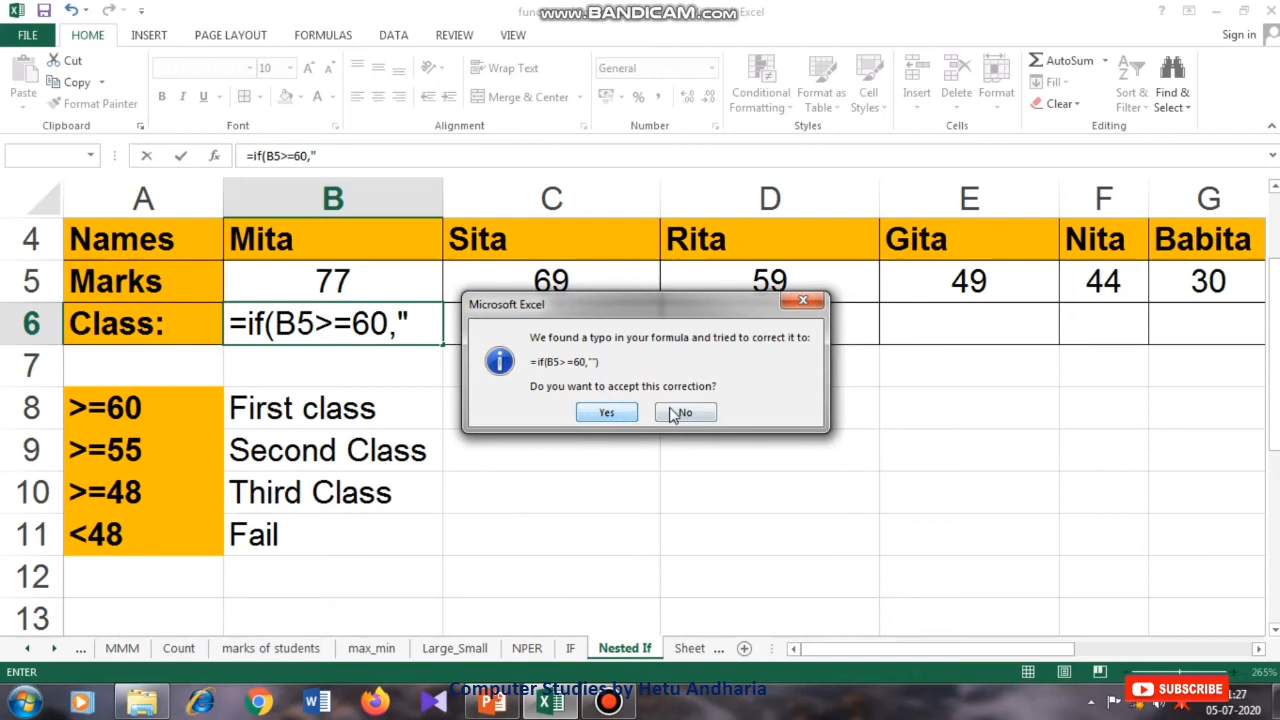 www.BANDICAM.com
Excel
Sign in
FILE HOME INSERT PAGE LAYOUT FORMULAS DATA REVIEW VIEW
Paste
Cut
Copy
Format Painter
Clipboard
10
B I U
Font
Wrap Text
Merge & Center
Alignment
General
Number
Conditional Formatting
Format as Table
Cell Styles
Styles
Insert Delete Format
Cells
AutoSum
Fill
Clear
Sort & Filter
Find & Select
Editing
=if(B5>=60,"
A B C D E F G
4 Names Mita Sita Rita Gita Nita Babita
5 Marks 77 69 59 49 44 30
6 Class: =if(B5>=60,"
7
8 >=60 First class
9 >=55 Second Class
10 >=48 Third Class
11 <48 Fail
12
13
Microsoft Excel
We found a typo in your formula and tried to correct it to:
=if(B5>=60,"")
Do you want to accept this correction?
Yes No
... MMM Count marks of students max_min Large_Small NPER IF Nested If Sheet ...
ENTER
265%
Computer Studies by Hetu Andharia
SUBSCRIBE
:27
05-07-2020